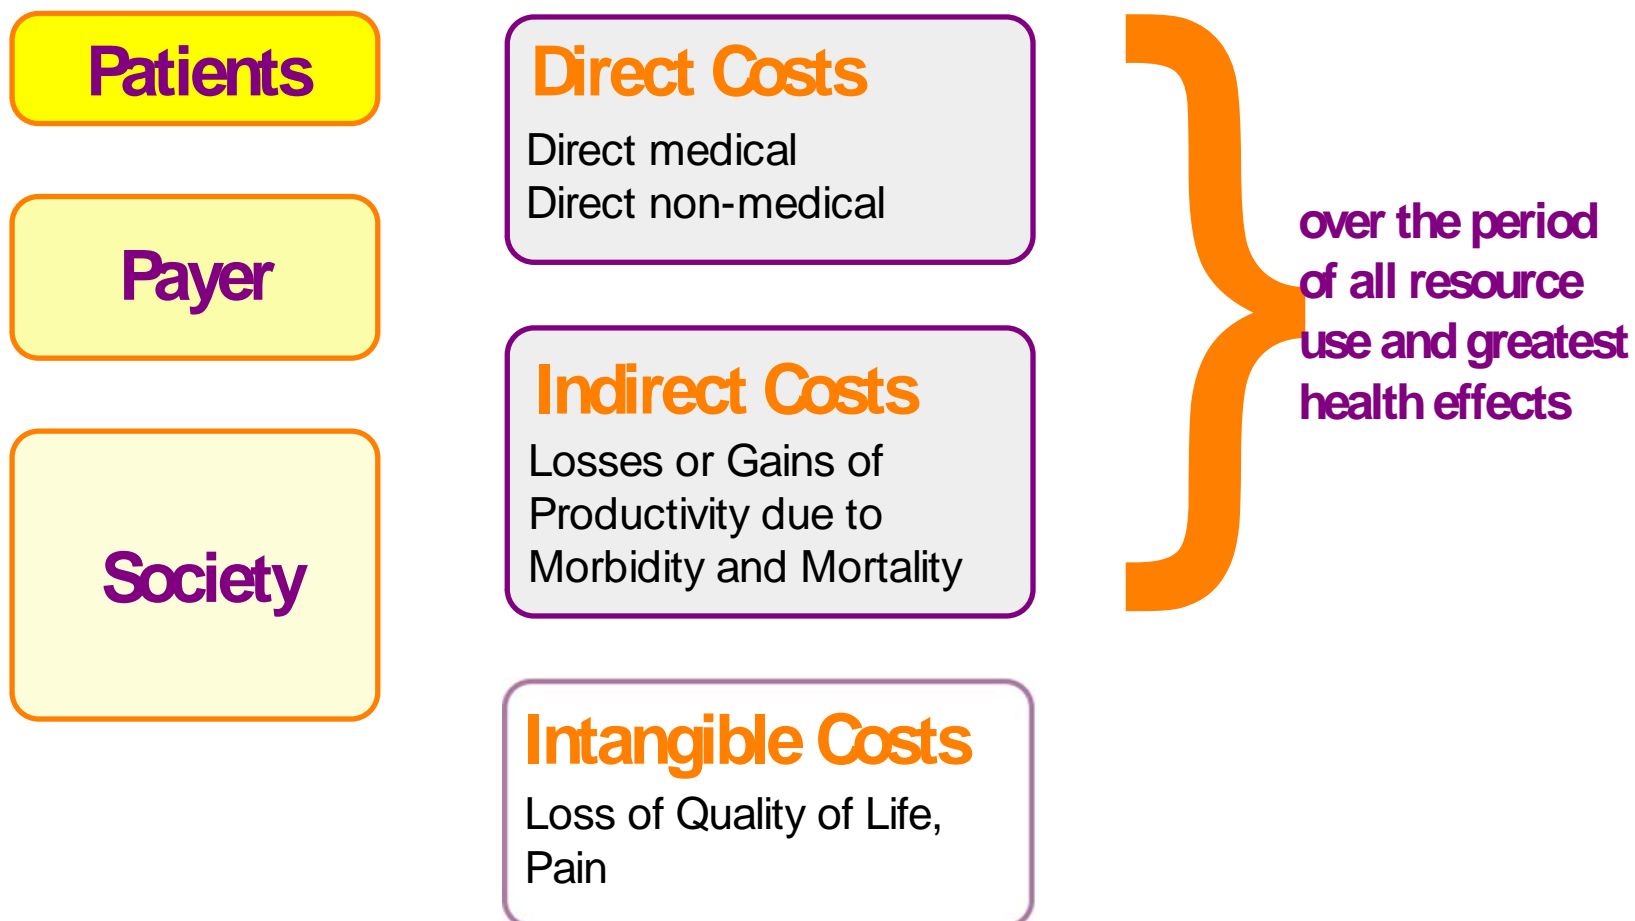 Patients
Payer
Society
Direct Costs
Direct medical
Direct non-medical
Indirect Costs
Losses or Gains of
Productivity due to
Morbidity and Mortality
Intangible Costs
Loss of Quality of Life,
Pain
}
over the period
of all resource
use and greatest
health effects